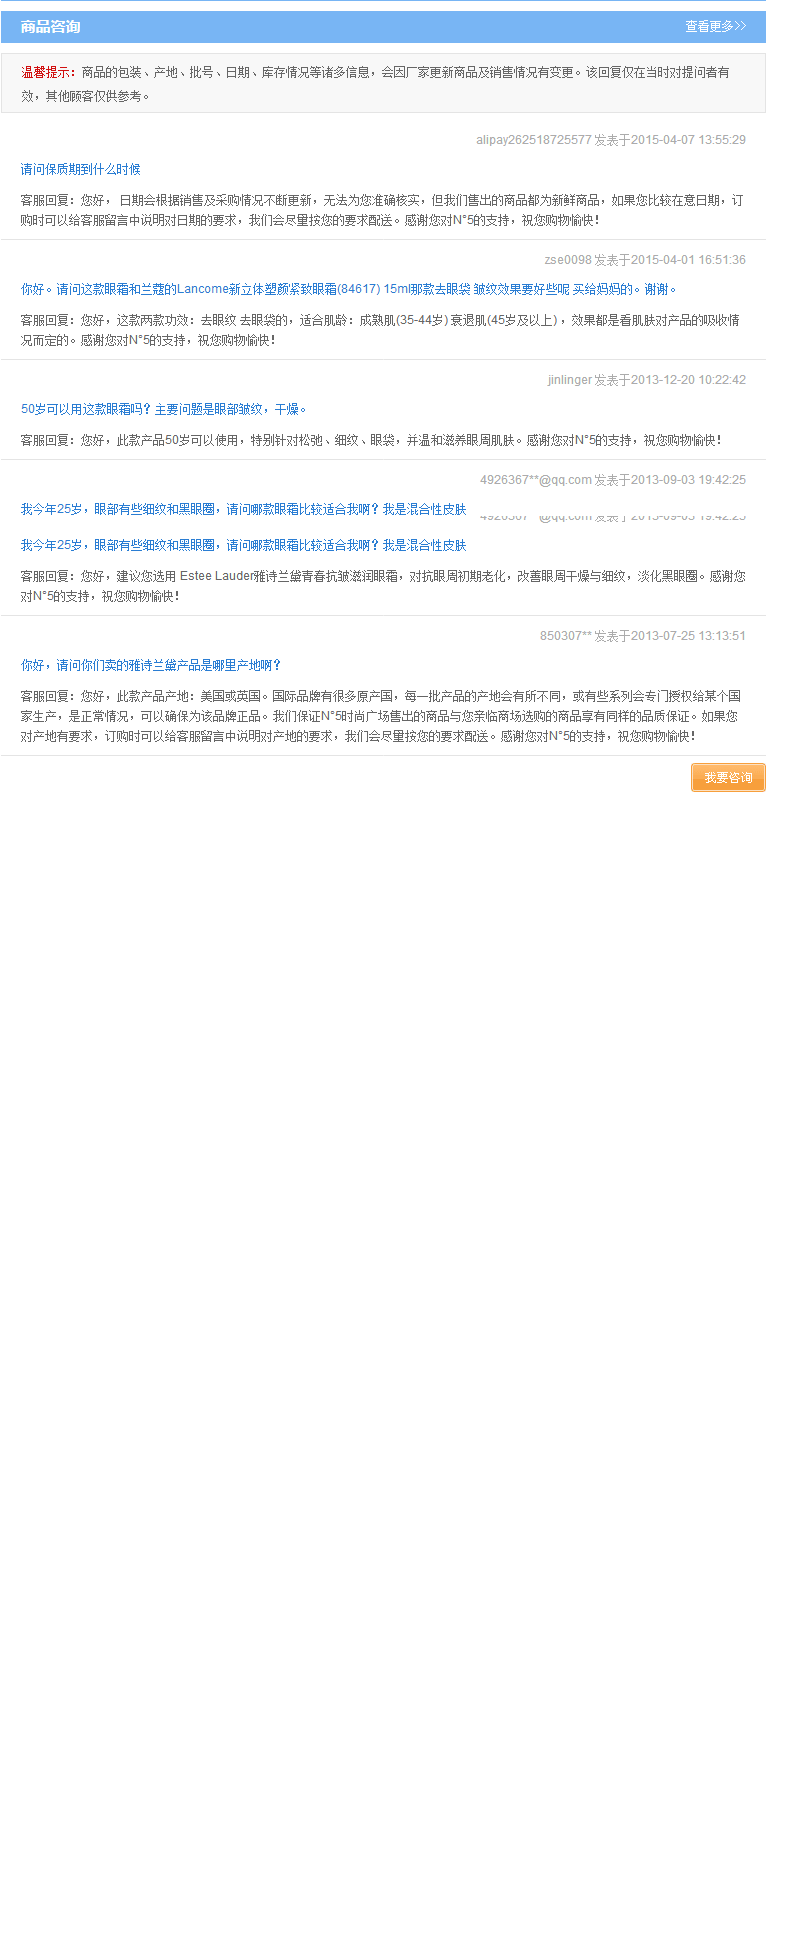 商品咨询 查看更多>>
温馨提示：商品的包装、产地、批号、日期、库存情况等诸多信息，会因厂家更新商品及销售情况有变更。该回复仅在当时对提问者有
效，其他顾客仅供参考。
alipay262518725577 发表于2015-04-07 13:55:29
请问保质期到什么时候
客服回复：您好， 日期会根据销售及采购情况不断更新，无法为您准确核实，但我们售出的商品都为新鲜商品，如果您比较在意日期，订
购时可以给客服留言中说明对日期的要求，我们会尽量按您的要求配送。感谢您对N°5的支持，祝您购物愉快！
zse0098 发表于2015-04-01 16:51:36
你好。请问这款眼霜和兰蔻的Lancome新立体塑颜紧致眼霜(84617) 15ml那款去眼袋 皱纹效果要好些呢 买给妈妈的。谢谢。
客服回复：您好，这款两款功效：去眼纹 去眼袋的，适合肌龄：成熟肌(35-44岁) 衰退肌(45岁及以上)，效果都是看肌肤对产品的吸收情
况而定的。感谢您对N°5的支持，祝您购物愉快！
jinlinger 发表于2013-12-20 10:22:42
50岁可以用这款眼霜吗？主要问题是眼部皱纹，干燥。
客服回复：您好，此款产品50岁可以使用，特别针对松弛、细纹、眼袋，并温和滋养眼周肌肤。感谢您对N°5的支持，祝您购物愉快！
4926367**@qq.com 发表于2013-09-03 19:42:25
我今年25岁，眼部有些细纹和黑眼圈，请问哪款眼霜比较适合我啊？我是混合性皮肤
4926367**@qq.com 发表于2013-09-03 19:42:25
我今年25岁，眼部有些细纹和黑眼圈，请问哪款眼霜比较适合我啊？我是混合性皮肤
客服回复：您好，建议您选用 Estee Lauder雅诗兰黛青春抗皱滋润眼霜，对抗眼周初期老化，改善眼周干燥与细纹，淡化黑眼圈。感谢您
对N°5的支持，祝您购物愉快！
850307** 发表于2013-07-25 13:13:51
你好，请问你们卖的雅诗兰黛产品是哪里产地啊？
客服回复：您好，此款产品产地：美国或英国。国际品牌有很多原产国，每一批产品的产地会有所不同，或有些系列会专门授权给某个国
家生产，是正常情况，可以确保为该品牌正品。我们保证N°5时尚广场售出的商品与您亲临商场选购的商品享有同样的品质保证。如果您
对产地有要求，订购时可以给客服留言中说明对产地的要求，我们会尽量按您的要求配送。感谢您对N°5的支持，祝您购物愉快！
我要咨询